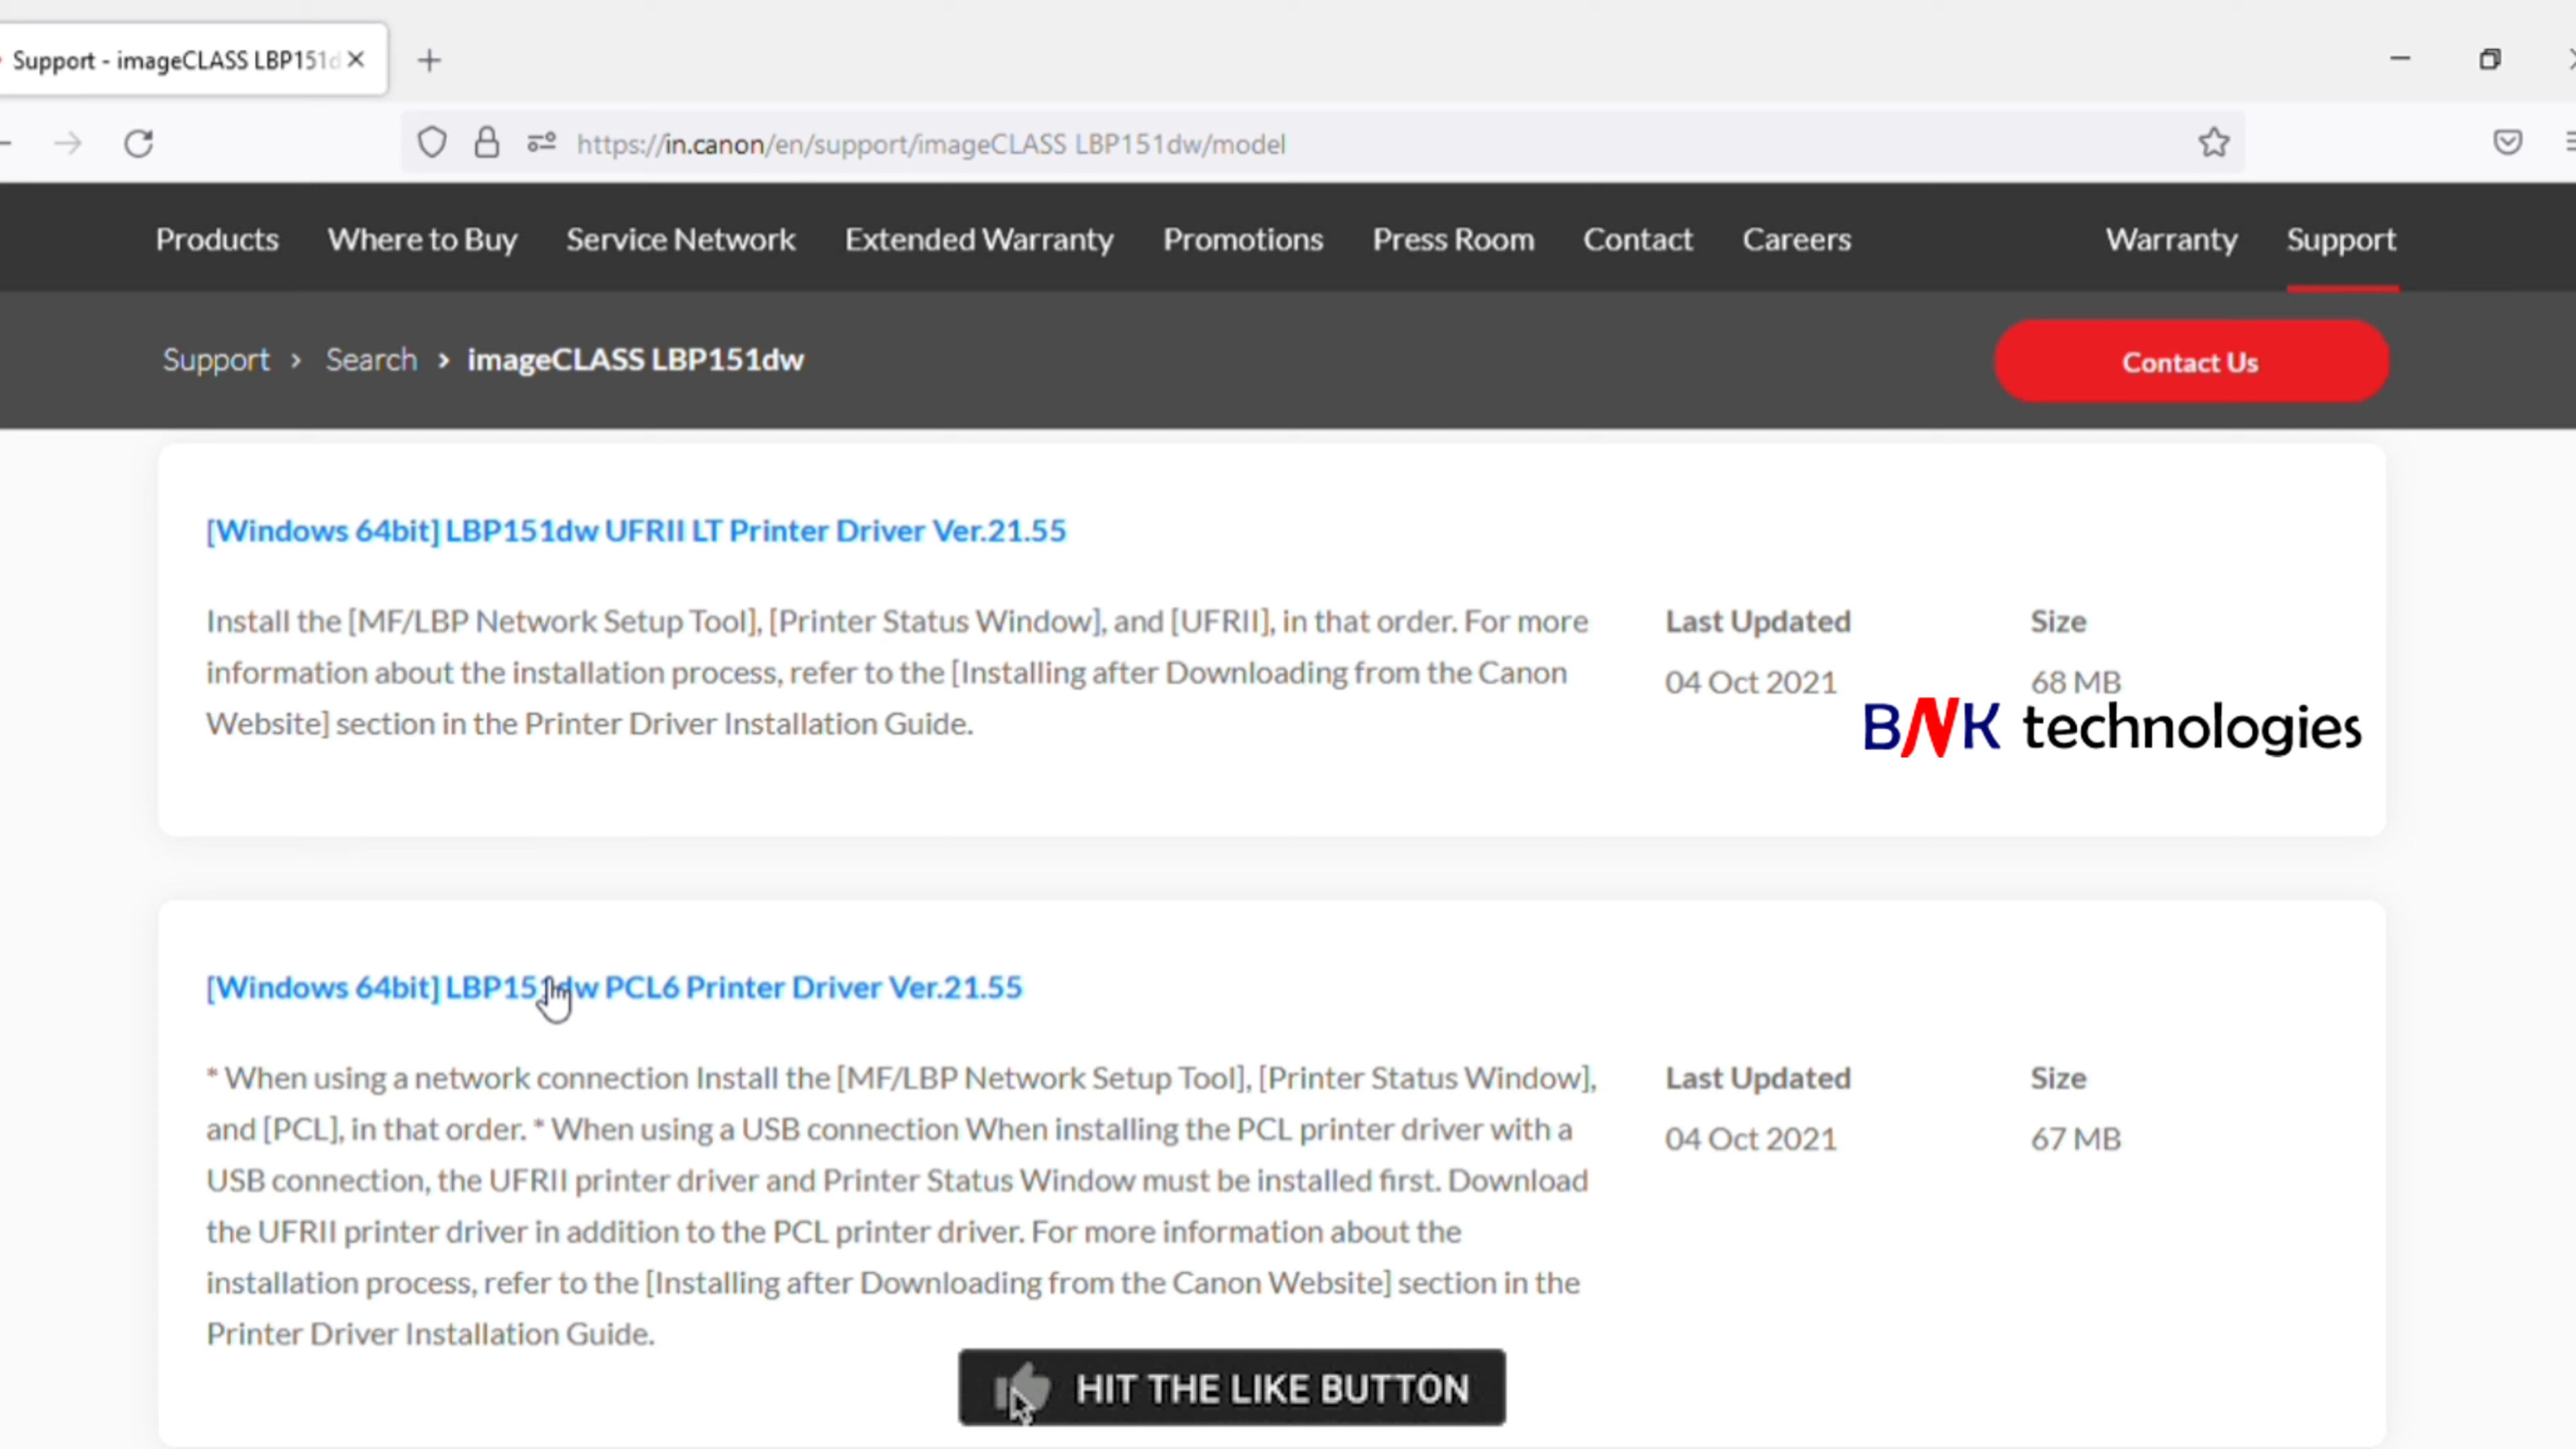 Support - imageCLASS LBP151d
https://in.canon/en/support/imageCLASS LBP151dw/model
Products Where to Buy Service Network Extended Warranty Promotions Press Room Contact Careers Warranty Support
Support > Search > imageCLASS LBP151dw
Contact Us
[Windows 64bit] LBP151dw UFRII LT Printer Driver Ver.21.55
Install the [MF/LBP Network Setup Tool], [Printer Status Window], and [UFRII], in that order. For more
information about the installation process, refer to the [Installing after Downloading from the Canon
Website] section in the Printer Driver Installation Guide.
Last Updated
04 Oct 2021
Size
68 MB
BNK technologies
[Windows 64bit] LBP151dw PCL6 Printer Driver Ver.21.55
* When using a network connection Install the [MF/LBP Network Setup Tool], [Printer Status Window],
and [PCL], in that order. * When using a USB connection When installing the PCL printer driver with a
USB connection, the UFRII printer driver and Printer Status Window must be installed first. Download
the UFRII printer driver in addition to the PCL printer driver. For more information about the
installation process, refer to the [Installing after Downloading from the Canon Website] section in the
Printer Driver Installation Guide.
Last Updated
04 Oct 2021
Size
67 MB
HIT THE LIKE BUTTON